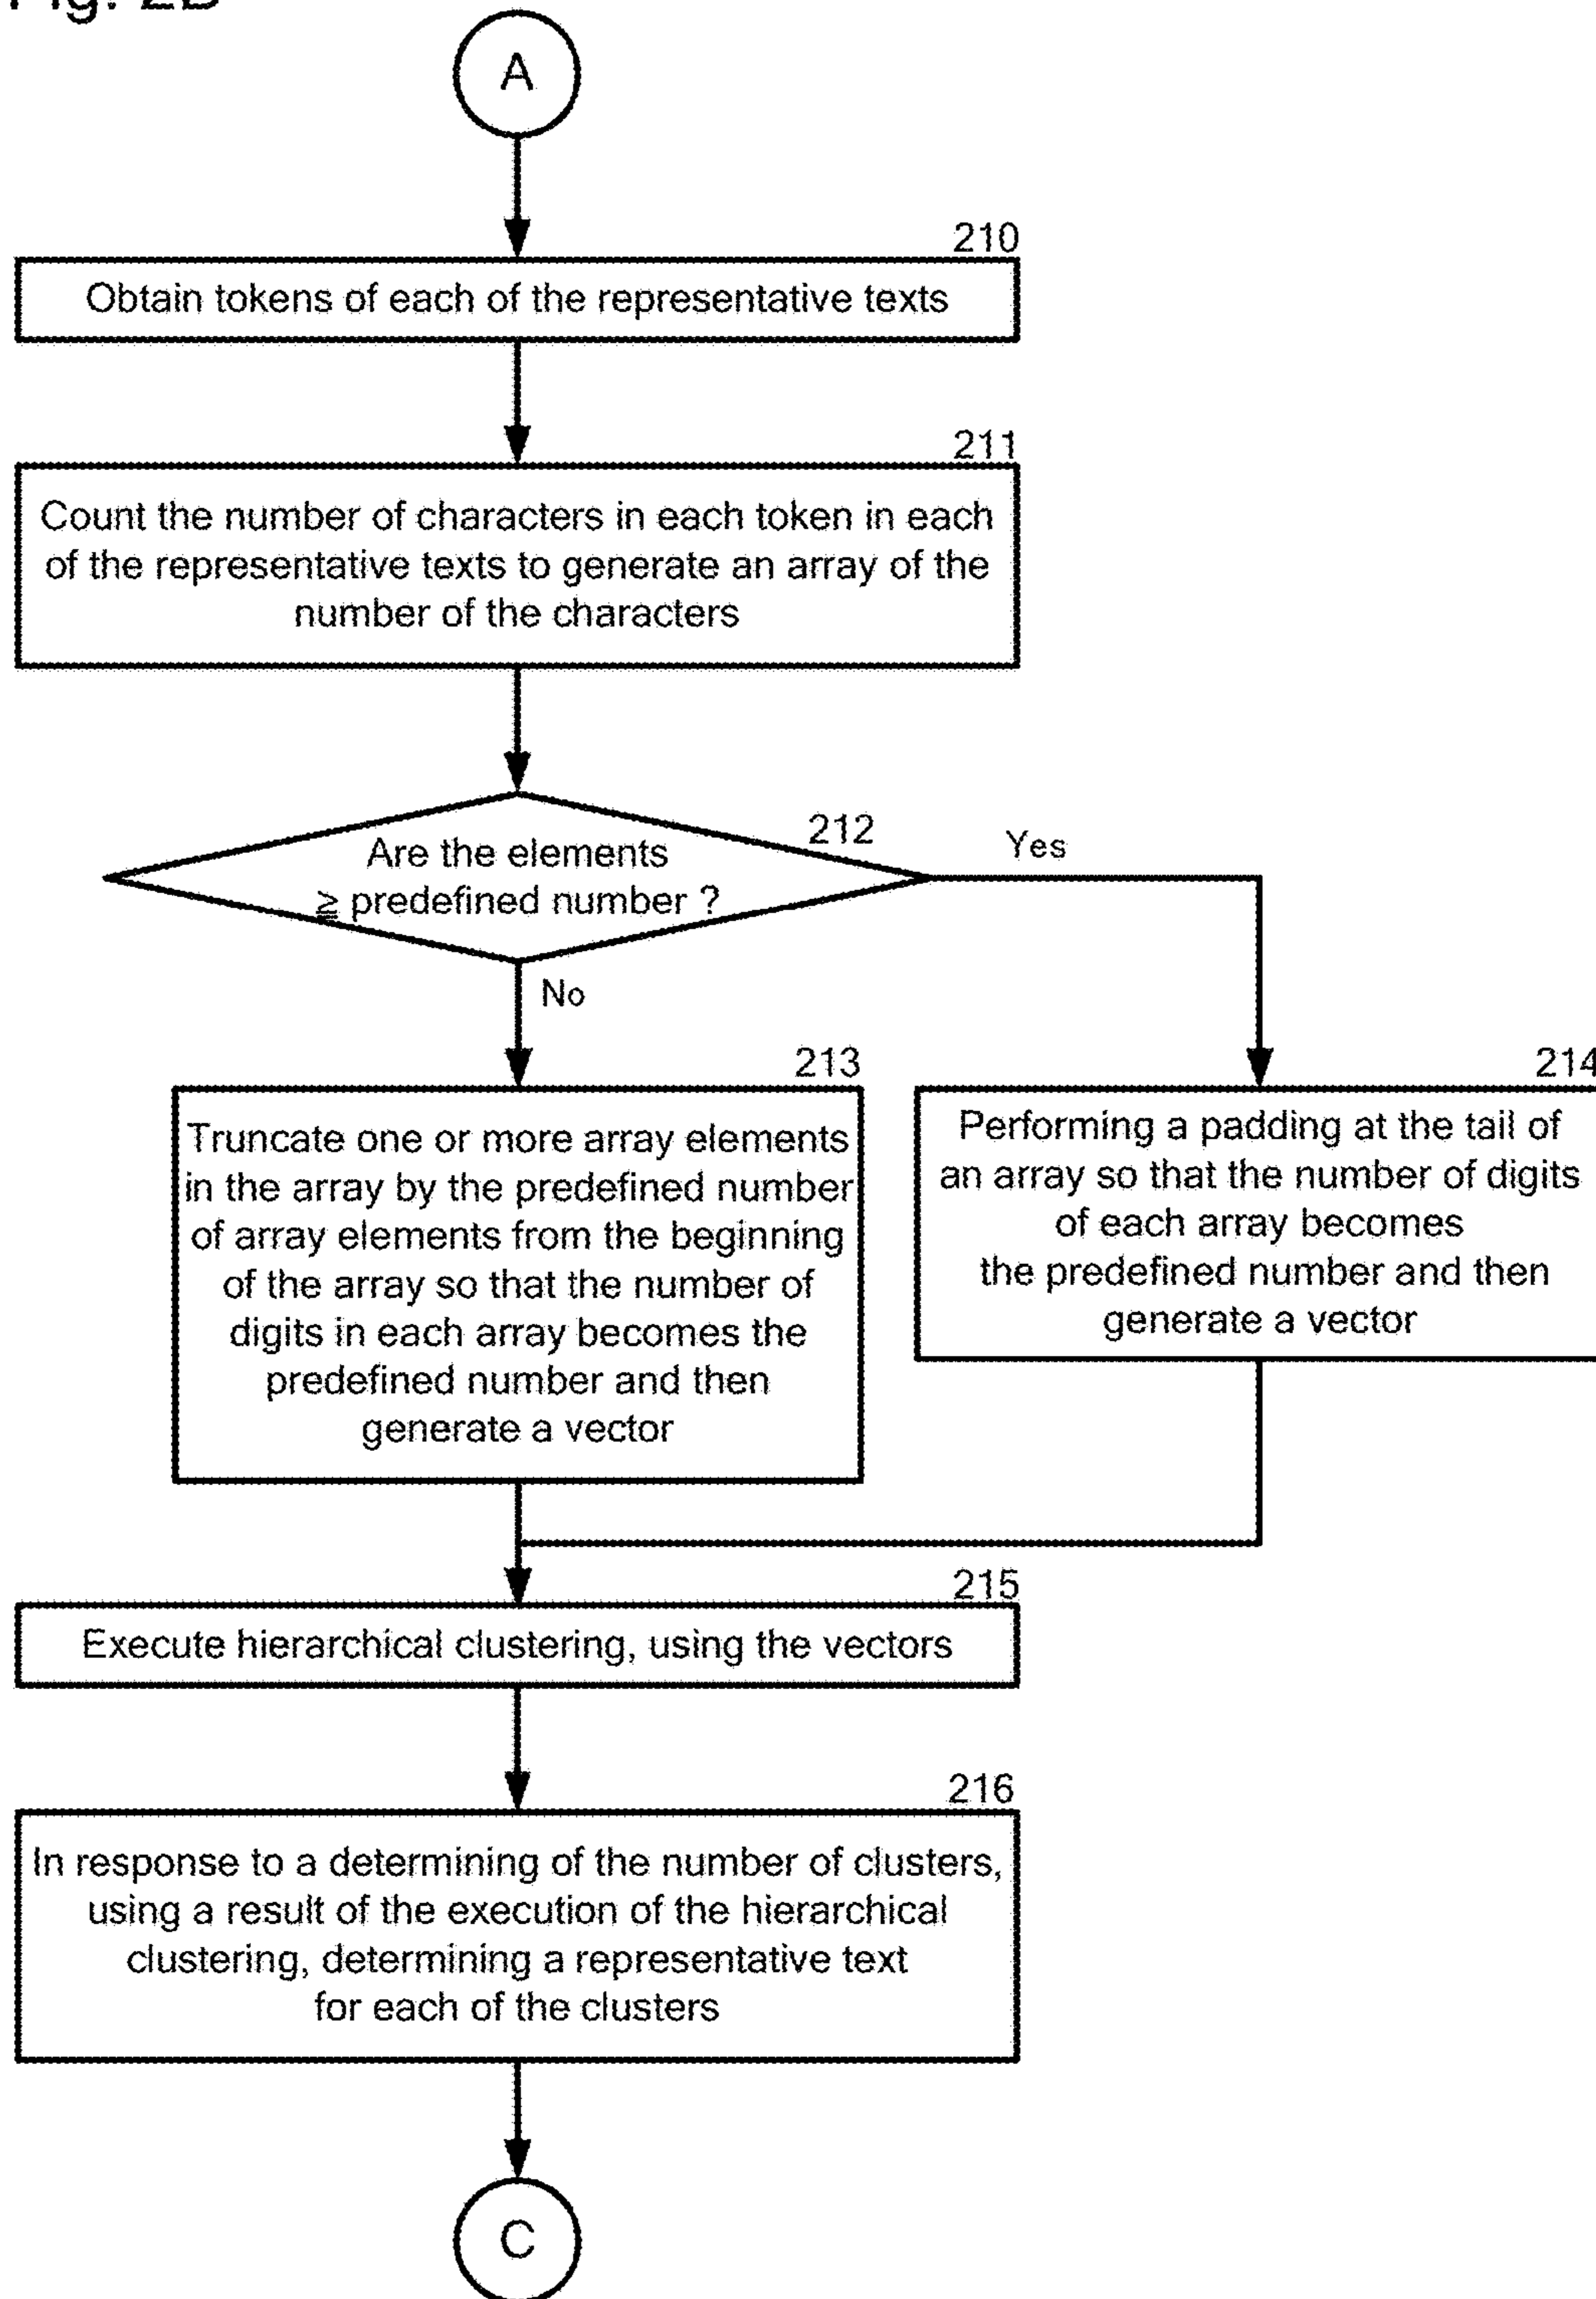 A
210
Obtain tokens of each of the representative texts
211
Count the number of characters in each token in each
of the representative texts to generate an array of the
number of the characters
212
Are the elements
≧ predefined number ?
Yes
No
213
Truncate one or more array elements
in the array by the predefined number
of array elements from the beginning
of the array so that the number of
digits in each array becomes the
predefined number and then
generate a vector
214
Performing a padding at the tail of
an array so that the number of digits
of each array becomes
the predefined number and then
generate a vector
215
Execute hierarchical clustering, using the vectors
216
In response to a determining of the number of clusters,
using a result of the execution of the hierarchical
clustering, determining a representative text
for each of the clusters
C